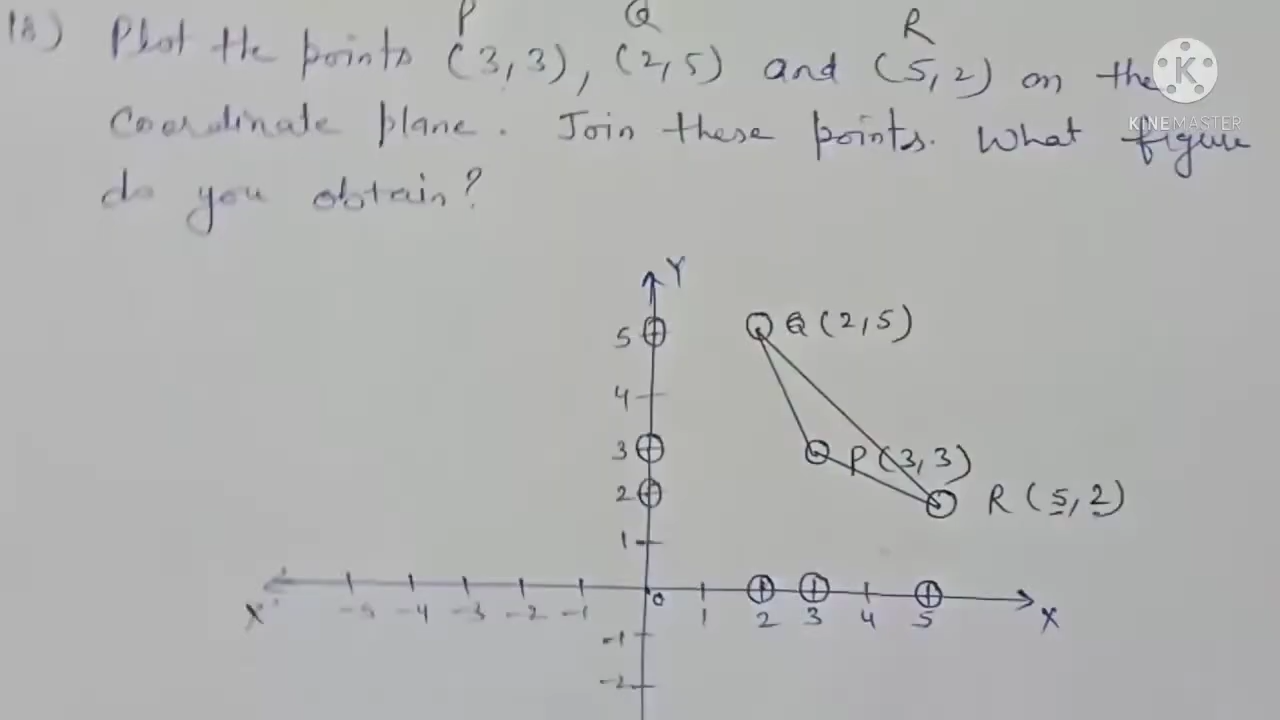 P Q R
18) Plot the points (3,3), (2,5) and (5,2) on the
coordinate plane. Join these points. What figure
do you obtain?
K
KINEMASTER
Y
5 Q (2,5)
4
3 P (3,3)
2 R (5,2)
1
X' -5 -4 -3 -2 -1 0 1 2 3 4 5 X
-1
-2